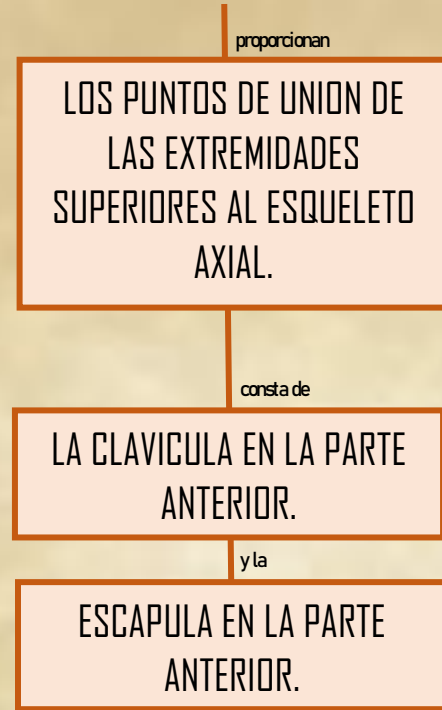 proporcionan
LOS PUNTOS DE UNION DE
LAS EXTREMIDADES
SUPERIORES AL ESQUELETO
AXIAL.
consta de
LA CLAVICULA EN LA PARTE
ANTERIOR.
y la
ESCAPULA EN LA PARTE
ANTERIOR.